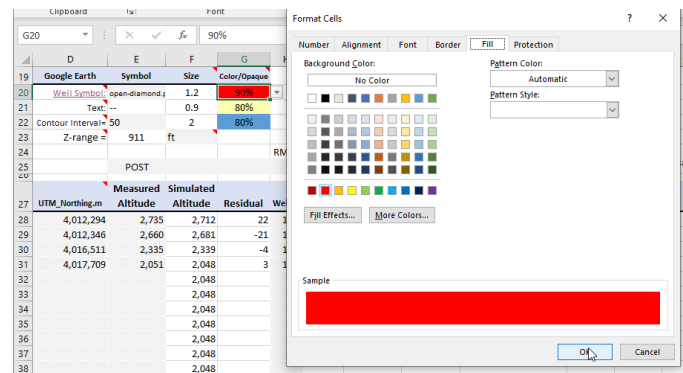 Clipboard Font
G20 fx 90%
D E F G
19 Google Earth Symbol Size Color/Opaque
20 Well Symbol: open-diamond.p 1.2 90%
21 Text: -- 0.9 80%
22 Contour Interval= 50 2 80%
23 Z-range = 911 ft
24 RM
25 POST
26
Measured Simulated
27 UTM_Northing.m Altitude Altitude Residual Wei
28 4,012,294 2,735 2,712 22 1
29 4,012,346 2,660 2,681 -21 1
30 4,016,511 2,335 2,339 -4 1
31 4,017,709 2,051 2,048 3 1
32 2,048
33 2,048
34 2,048
35 2,048
36 2,048
37 2,048
38 2,048
Format Cells ? ×
Number Alignment Font Border Fill Protection
Background Color:
No Color
Fill Effects... More Colors...
Pattern Color:
Automatic
Pattern Style:
Sample
OK Cancel